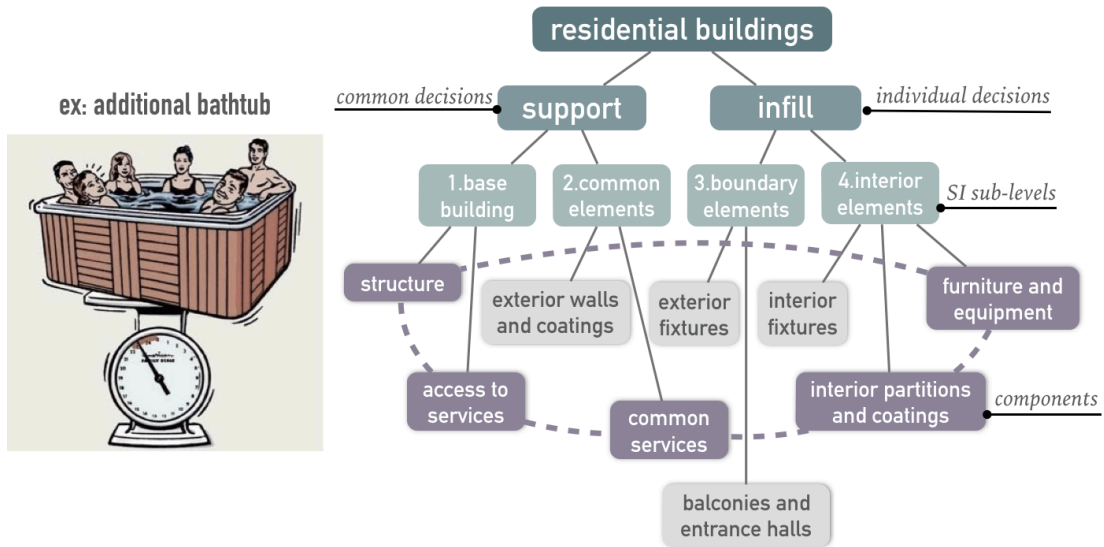 residential buildings
ex: additional bathtub
common decisions
support
infill
individual decisions
1.base
building
2.common
elements
3.boundary
elements
4.interior
elements
SI sub-levels
structure
exterior walls
and coatings
exterior
fixtures
interior
fixtures
furniture and
equipment
access to
services
common
services
interior partitions
and coatings
components
balconies and
entrance halls